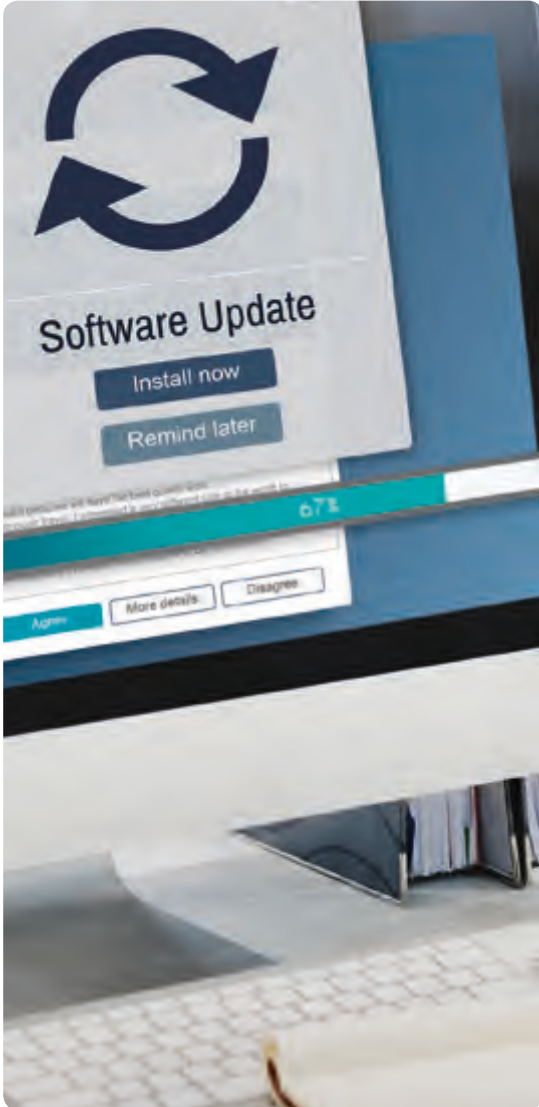 Software Update
Install now
Remind later
67%
Agree
More details
Disagree